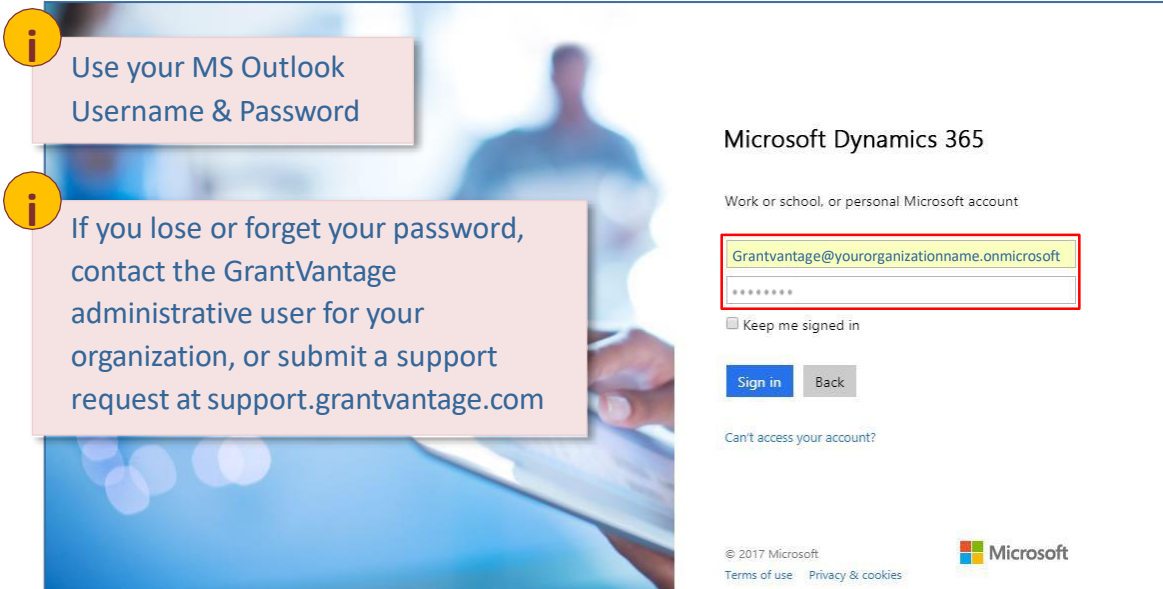 i
Use your MS Outlook
Username & Password
i
If you lose or forget your password,
contact the GrantVantage
administrative user for your
organization, or submit a support
request at support.grantvantage.com
Microsoft Dynamics 365
Work or school, or personal Microsoft account
Grantvantage@yourorganizationname.onmicrosoft
Keep me signed in
Sign in Back
Can't access your account?
© 2017 Microsoft
Microsoft
Terms of use Privacy & cookies